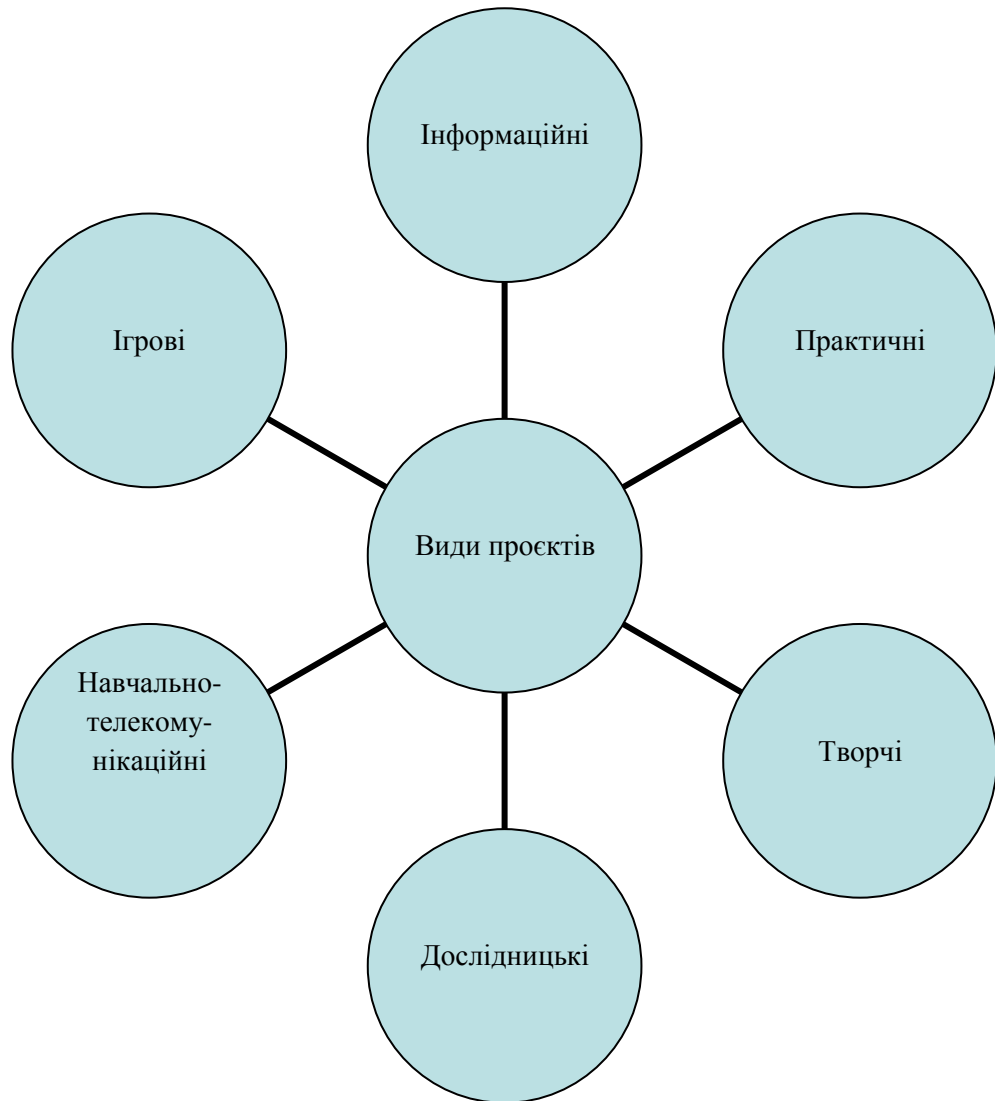 Інформаційні
Ігрові
Практичні
Види проєктів
Навчально-
телекому-
нікаційні
Творчі
Дослідницькі